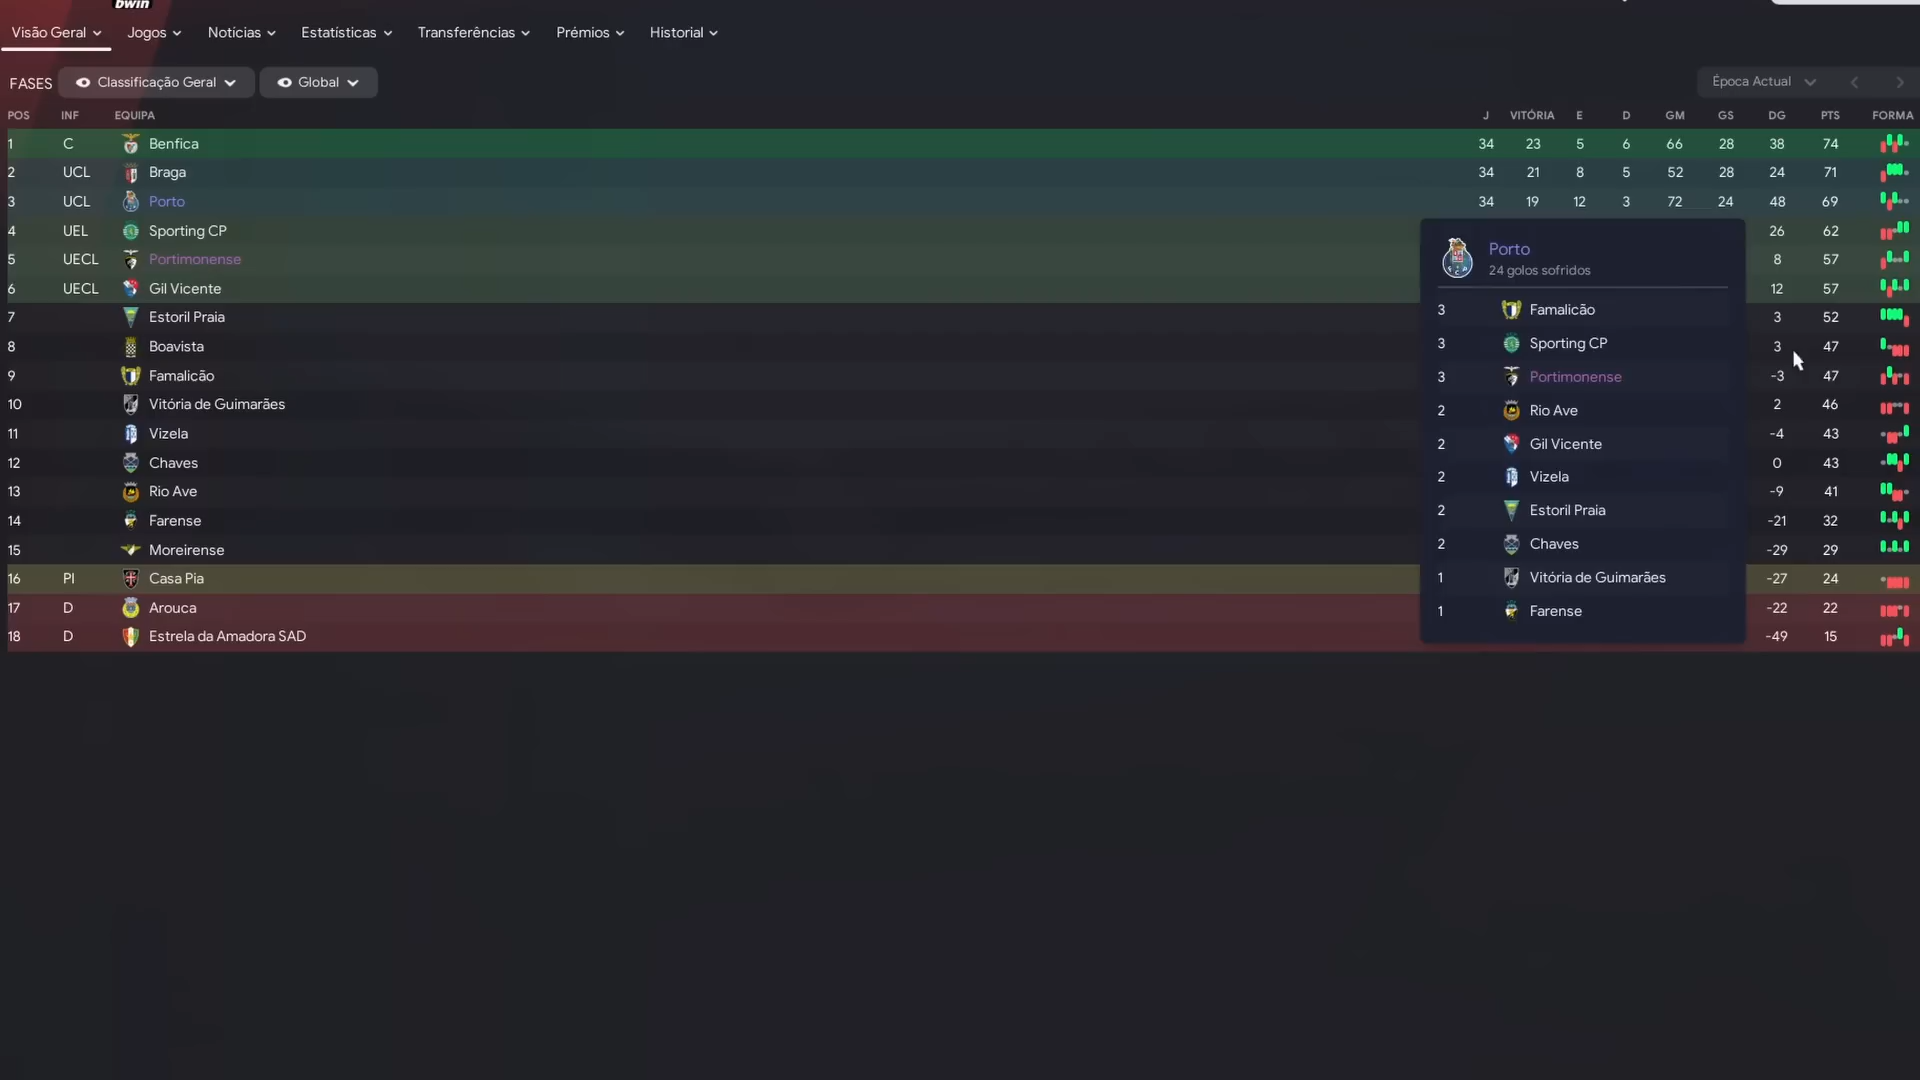 bwin
Visão Geral Jogos Notícias Estatísticas Transferências Prémios Historial
FASES Classificação Geral Global Época Actual
POS INF EQUIPA J VITÓRIA E D GM GS DG PTS FORMA
1 C Benfica 34 23 5 6 66 28 38 74
2 UCL Braga 34 21 8 5 52 28 24 71
3 UCL Porto 34 19 12 3 72 24 48 69
4 UEL Sporting CP 26 62
5 UECL Portimonense 8 57
6 UECL Gil Vicente 12 57
7 Estoril Praia 3 52
8 Boavista 3 47
9 Famalicão -3 47
10 Vitória de Guimarães 2 46
11 Vizela -4 43
12 Chaves 0 43
13 Rio Ave -9 41
14 Farense -21 32
15 Moreirense -29 29
16 PI Casa Pia -27 24
17 D Arouca -22 22
18 D Estrela da Amadora SAD -49 15
Porto
24 golos sofridos
3 Famalicão
3 Sporting CP
3 Portimonense
2 Rio Ave
2 Gil Vicente
2 Vizela
2 Estoril Praia
2 Chaves
1 Vitória de Guimarães
1 Farense